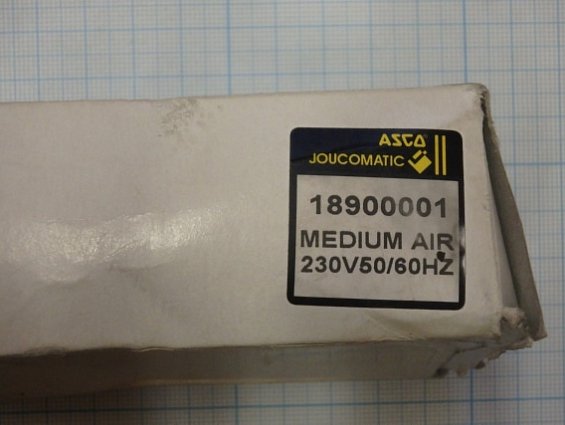 ASCO
JOUCOMATIC
18900001
MEDIUM AIR
230V50/60HZ